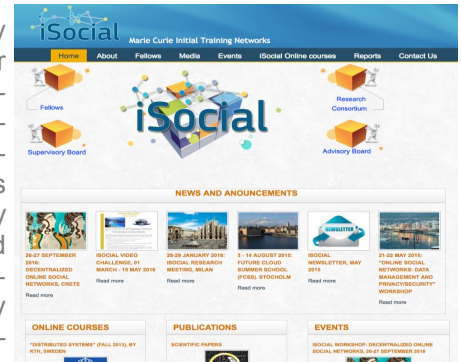 iSocial Marie Curie Initial Training Networks
Home About Fellows Media Events iSocial Online courses Reports Contact Us
Fellows
Research
Consortium
iSocial
Supervisory Board
Advisory Board
NEWS AND ANOUNCEMENTS
26-27 SEPTEMBER
2016:
DECENTRALIZED
ONLINE SOCIAL
NETWORKS, CRETE
Read more
ISOCIAL VIDEO
CHALLENGE, 01
MARCH - 15 MAY 2016
Read more
26-29 JANUARY 2016:
ISOCIAL RESEARCH
MEETING, MILAN
Read more
3 - 14 AUGUST 2015:
FUTURE CLOUD
SUMMER SCHOOL
(FCSS), STOCHOLM
Read more
NEWSLETTER
ISOCIAL
NEWSLETTER, MAY
2015
Read more
21-22 MAY 2015:
"ONLINE SOCIAL
NETWORKS: DATA
MANAGEMENT AND
PRIVACY/SECURITY"
WORKSHOP
Read more
ONLINE COURSES
"DISTRIBUTED SYSTEMS" (FALL 2013), BY
KTH, SWEDEN
PUBLICATIONS
SCIENTIFIC PAPERS
EVENTS
ISOCIAL WORKSHOP: DECENTRALIZED ONLINE
SOCIAL NETWORKS, 26-27 SEPTEMBER 2016